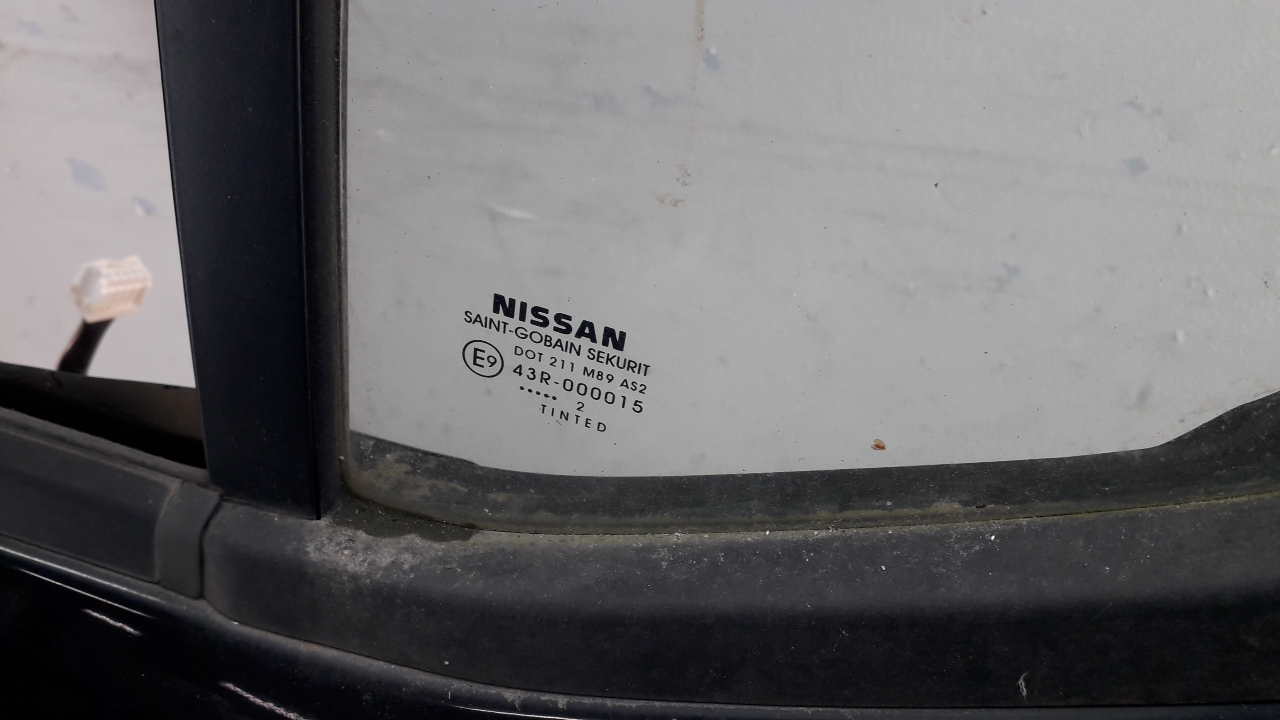 NISSAN
SAINT-GOBAIN SEKURIT
E9
DOT 211 M89 AS2
43R-000015
..... 2
TINTED